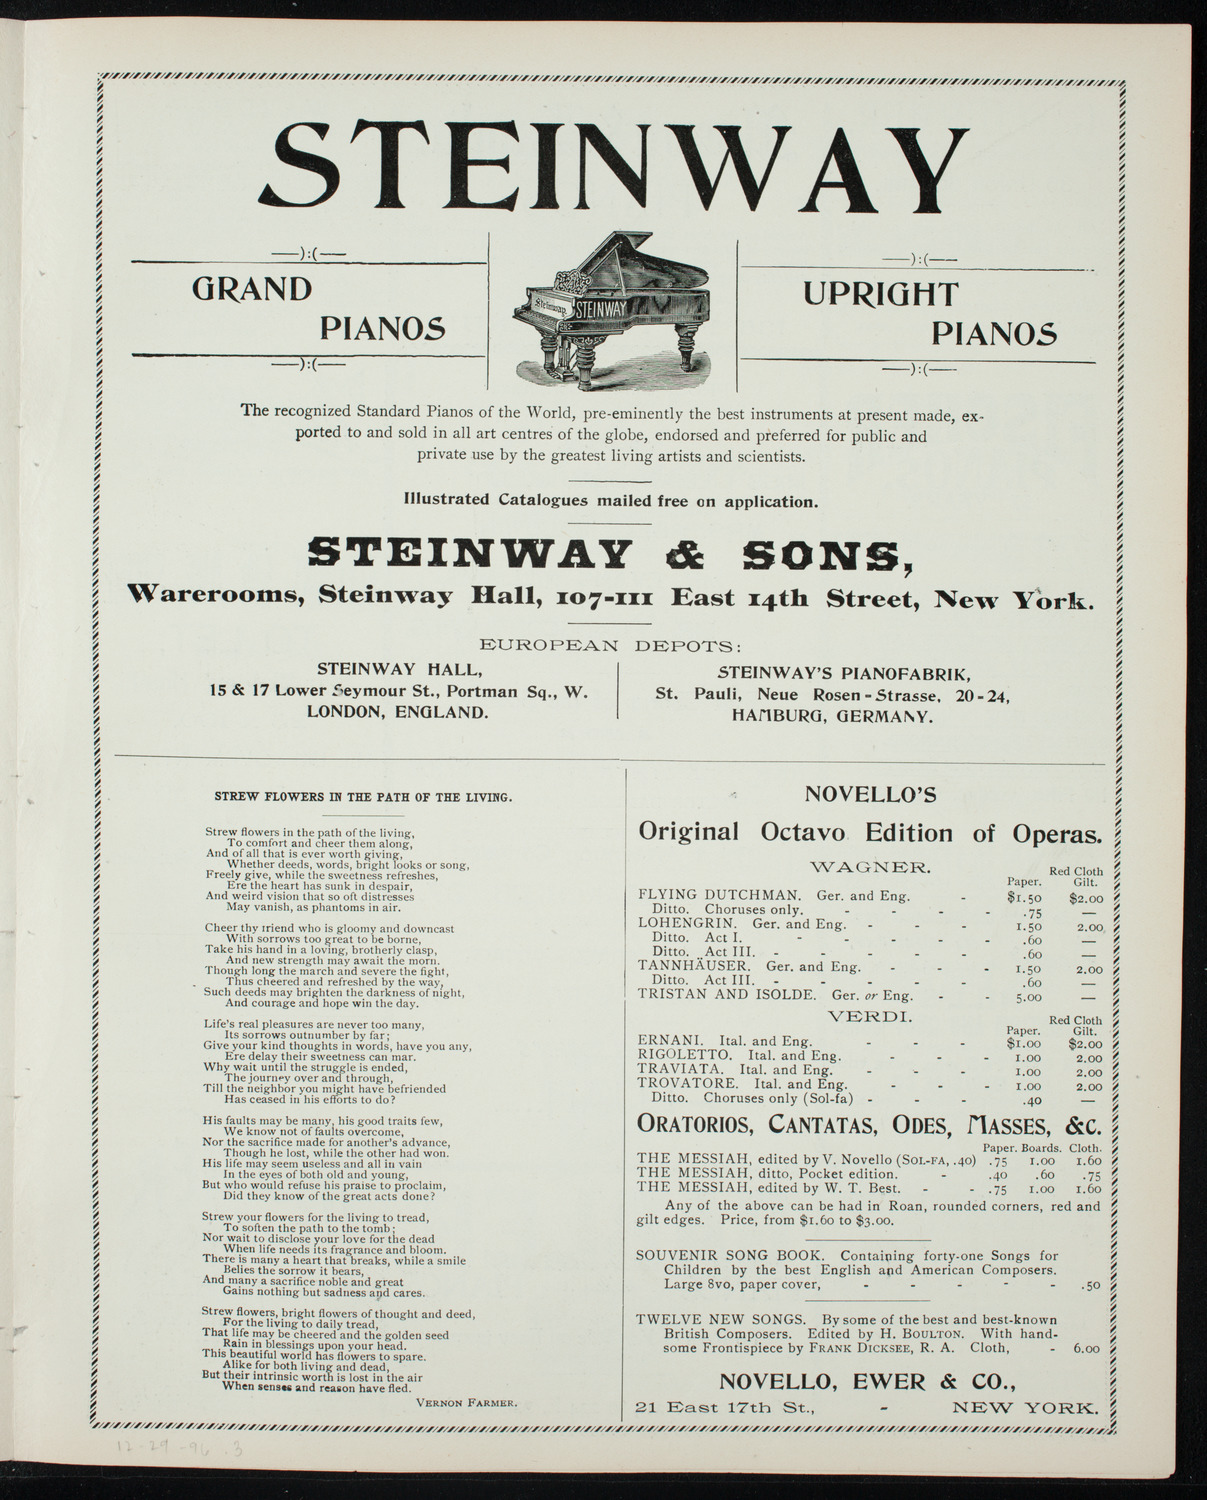 STEINWAY
—):(—
GRAND
PIANOS
—):(—
Steinway
STEINWAY
—):(—
UPRIGHT
PIANOS
—):(—
The recognized Standard Pianos of the World, pre-eminently the best instruments at present made, ex-
ported to and sold in all art centres of the globe, endorsed and preferred for public and
private use by the greatest living artists and scientists.
Illustrated Catalogues mailed free on application.
STEINWAY & SONS,
Warerooms, Steinway Hall, 107-111 East 14th Street, New York.
EUROPEAN DEPOTS:
STEINWAY HALL,
15 & 17 Lower Seymour St., Portman Sq., W.
LONDON, ENGLAND.
STEINWAY'S PIANOFABRIK,
St. Pauli, Neue Rosen-Strasse, 20-24,
HAMBURG, GERMANY.
STREW FLOWERS IN THE PATH OF THE LIVING.
Strew flowers in the path of the living,
To comfort and cheer them along,
And of all that is ever worth giving,
Whether deeds, words, bright looks or song,
Freely give, while the sweetness refreshes,
Ere the heart has sunk in despair,
And weird vision that so oft distresses
May vanish, as phantoms in air.
Cheer thy friend who is gloomy and downcast
With sorrows too great to be borne,
Take his hand in a loving, brotherly clasp,
And new strength may await the morn.
Though long the march and severe the fight,
Thus cheered and refreshed by the way,
Such deeds may brighten the darkness of night,
And courage and hope win the day.
Life's real pleasures are never too many,
Its sorrows outnumber by far;
Give your kind thoughts in words, have you any,
Ere delay their sweetness can mar.
Why wait until the struggle is ended,
The journey over and through,
Till the neighbor you might have befriended
Has ceased in his efforts to do?
His faults may be many, his good traits few,
We know not of faults overcome,
Nor the sacrifice made for another's advance,
Though he lost, while the other had won.
His life may seem useless and all in vain
In the eyes of both old and young,
But who would refuse his praise to proclaim,
Did they know of the great acts done?
Strew your flowers for the living to tread,
To soften the path to the tomb;
Nor wait to disclose your love for the dead
When life needs its fragrance and bloom.
There is many a heart that breaks, while a smile
Belies the sorrow it bears,
And many a sacrifice noble and great
Gains nothing but sadness and cares.
Strew flowers, bright flowers of thought and deed,
For the living to daily tread,
That life may be cheered and the golden seed
Rain in blessings upon your head.
This beautiful world has flowers to spare.
Alike for both living and dead,
But their intrinsic worth is lost in the air
When senses and reason have fled.
VERNON FARMER.
NOVELLO'S
Original Octavo Edition of Operas.
WAGNER.
Paper. Red Cloth Gilt.
FLYING DUTCHMAN. Ger. and Eng. - $1.50 $2.00
Ditto. Choruses only. - - - - .75 —
LOHENGRIN. Ger. and Eng. - - - 1.50 2.00
Ditto. Act I. - - - - - .60 —
Ditto. Act III. - - - - - .60 —
TANNHÄUSER. Ger. and Eng. - - - 1.50 2.00
Ditto. Act III. - - - - - .60 —
TRISTAN AND ISOLDE. Ger. or Eng. - - 5.00 —
VERDI.
Paper. Red Cloth Gilt.
ERNANI. Ital. and Eng. - - - $1.00 $2.00
RIGOLETTO. Ital. and Eng. - - - 1.00 2.00
TRAVIATA. Ital. and Eng. - - - 1.00 2.00
TROVATORE. Ital. and Eng. - - - 1.00 2.00
Ditto. Choruses only (Sol-fa) - - - .40 —
ORATORIOS, CANTATAS, ODES, MASSES, &C.
Paper. Boards. Cloth.
THE MESSIAH, edited by V. Novello (SOL-FA, .40) .75 1.00 1.60
THE MESSIAH, ditto, Pocket edition. - .40 .60 .75
THE MESSIAH, edited by W. T. Best. - - .75 1.00 1.60
Any of the above can be had in Roan, rounded corners, red and
gilt edges. Price, from $1.60 to $3.00.
SOUVENIR SONG BOOK. Containing forty-one Songs for
Children by the best English and American Composers.
Large 8vo, paper cover, - - - - - .50
TWELVE NEW SONGS. By some of the best and best-known
British Composers. Edited by H. BOULTON. With hand-
some Frontispiece by FRANK DICKSEE, R. A. Cloth, - 6.00
NOVELLO, EWER & CO.,
21 East 17th St., - NEW YORK.
12-29-96 .3